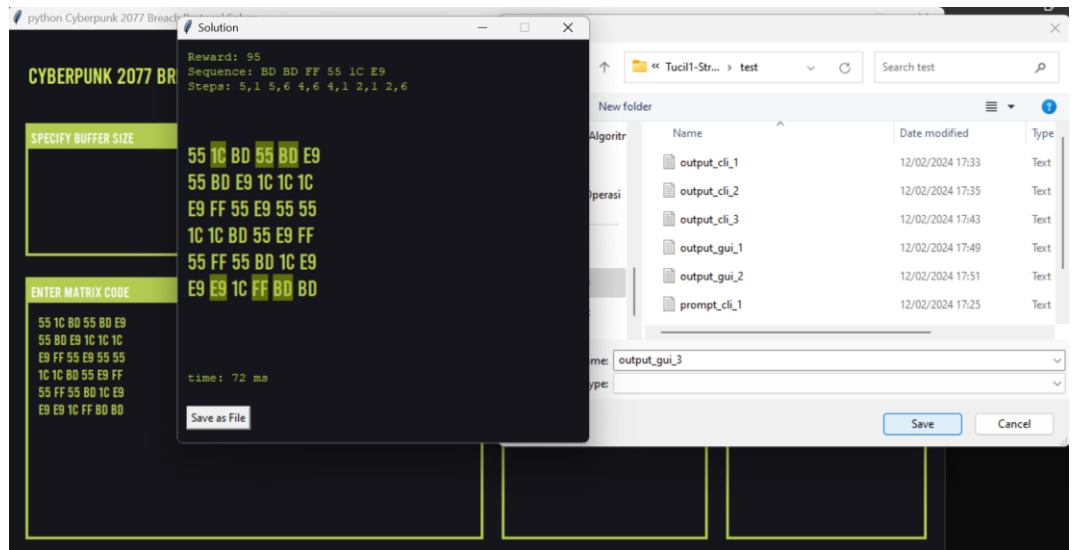 python Cyberpunk 2077 Breach
CYBERPUNK 2077 BR
SPECIFY BUFFER SIZE
ENTER MATRIX CODE
55 1C BD 55 BD E9
55 BD E9 1C 1C 1C
E9 FF 55 E9 55 55
1C 1C BD 55 E9 FF
55 FF 55 BD 1C E9
E9 E9 1C FF BD BD
Solution
Reward: 95
Sequence: BD BD FF 55 1C E9
Steps: 5,1 5,6 4,6 4,1 2,1 2,6
55 1C BD 55 BD E9
55 BD E9 1C 1C 1C
E9 FF 55 E9 55 55
1C 1C BD 55 E9 FF
55 FF 55 BD 1C E9
E9 E9 1C FF BD BD
time: 72 ms
Save as File
« Tucil1-Str... › test
Search test
New folder
Algoritr
Operasi
Name Date modified Type
output_cli_1 12/02/2024 17:33 Text
output_cli_2 12/02/2024 17:35 Text
output_cli_3 12/02/2024 17:43 Text
output_gui_1 12/02/2024 17:49 Text
output_gui_2 12/02/2024 17:51 Text
prompt_cli_1 12/02/2024 17:25 Text
me: output_gui_3
ype:
Save Cancel